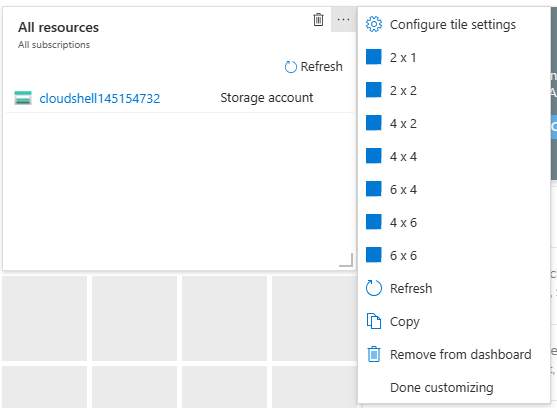 All resources
All subscriptions
Refresh
cloudshell145154732 Storage account
Configure tile settings
2 x 1
2 x 2
4 x 2
4 x 4
6 x 4
4 x 6
6 x 6
Refresh
Copy
Remove from dashboard
Done customizing